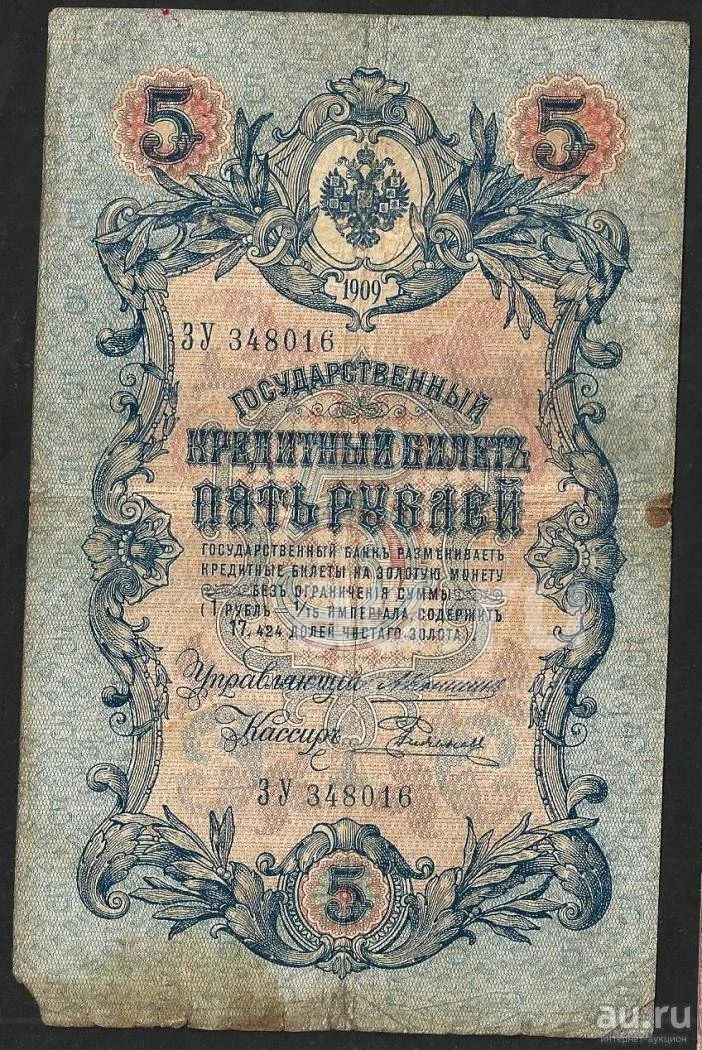 5 5
1909
ЗУ 348016
ГОСУДАРСТВЕННЫЙ
КРЕДИТНЫЙ БИЛЕТЪ
ПЯТЬ РУБЛЕЙ
ГОСУДАРСТВЕННЫЙ БАНКЪ РАЗМѢНИВАЕТЪ
КРЕДИТНЫЕ БИЛЕТЫ НА ЗОЛОТУЮ МОНЕТУ
БЕЗЪ ОГРАНИЧЕНІЯ СУММЫ
(1 РУБЛЬ — 1/15 ИМПЕРІАЛА, СОДЕРЖИТЪ
17,424 ДОЛЕЙ ЧИСТАГО ЗОЛОТА).
Управляющій
Кассиръ
ЗУ 348016
5
au.ru
интернет-аукцион